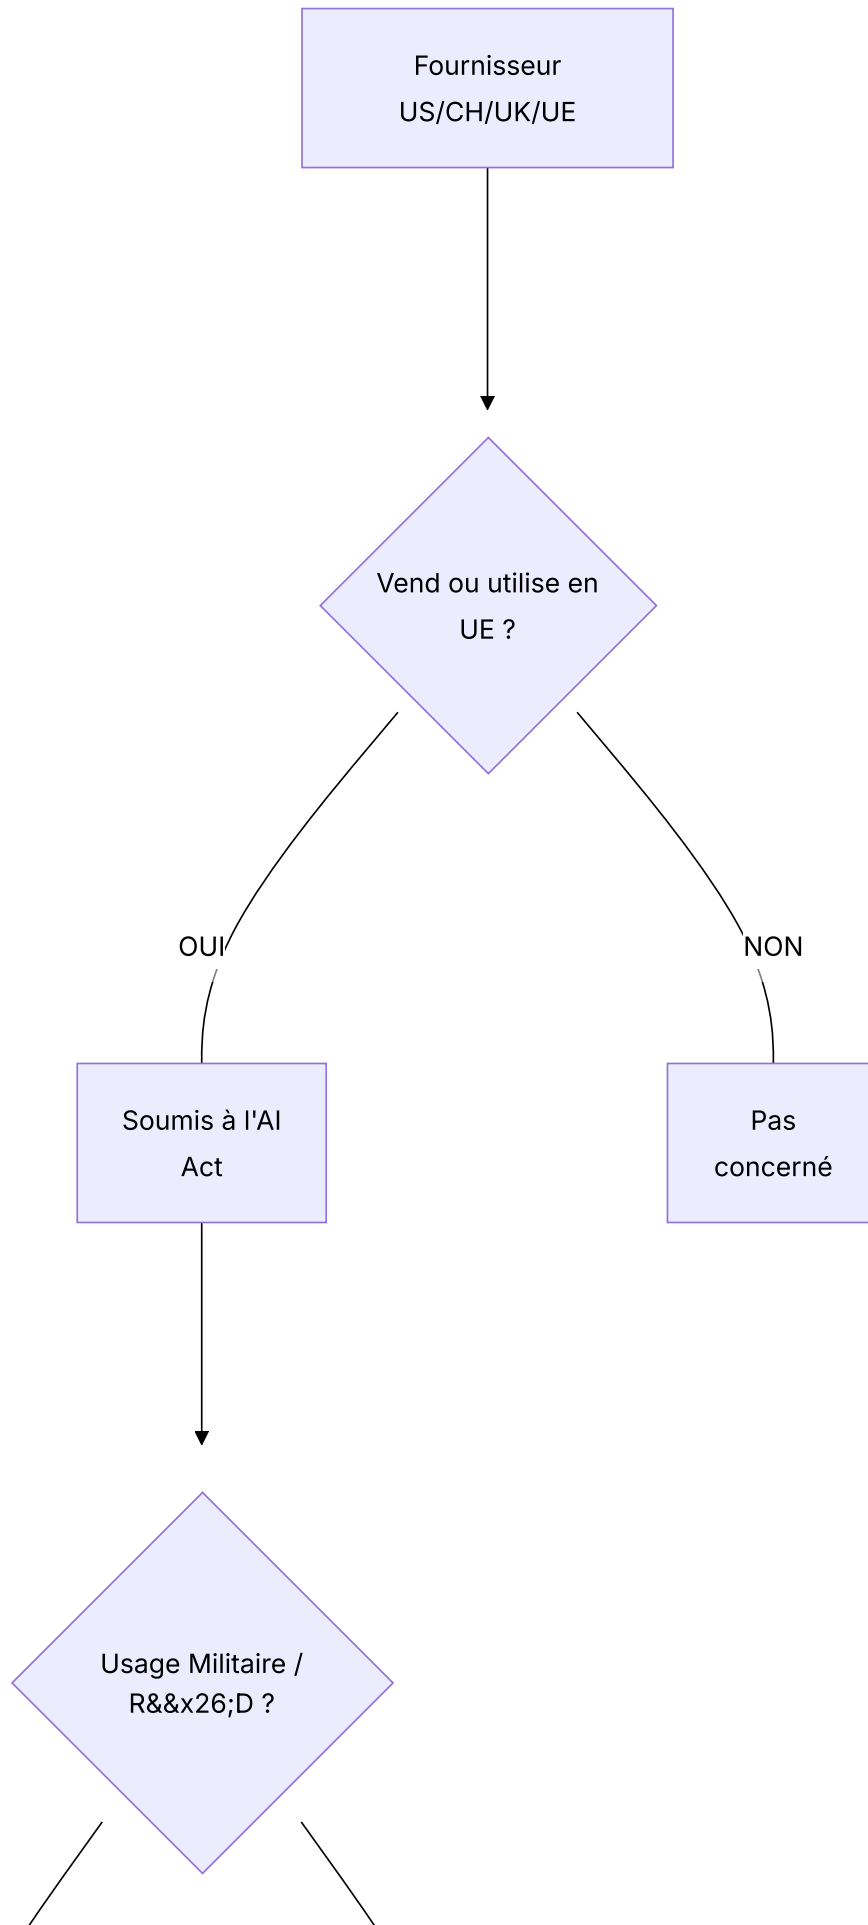 Fournisseur
US/CH/UK/UE
Vend ou utilise en
UE ?
OUI
NON
Soumis à l'AI
Act
Pas
concerné
Usage Militaire /
R&&x26;D ?